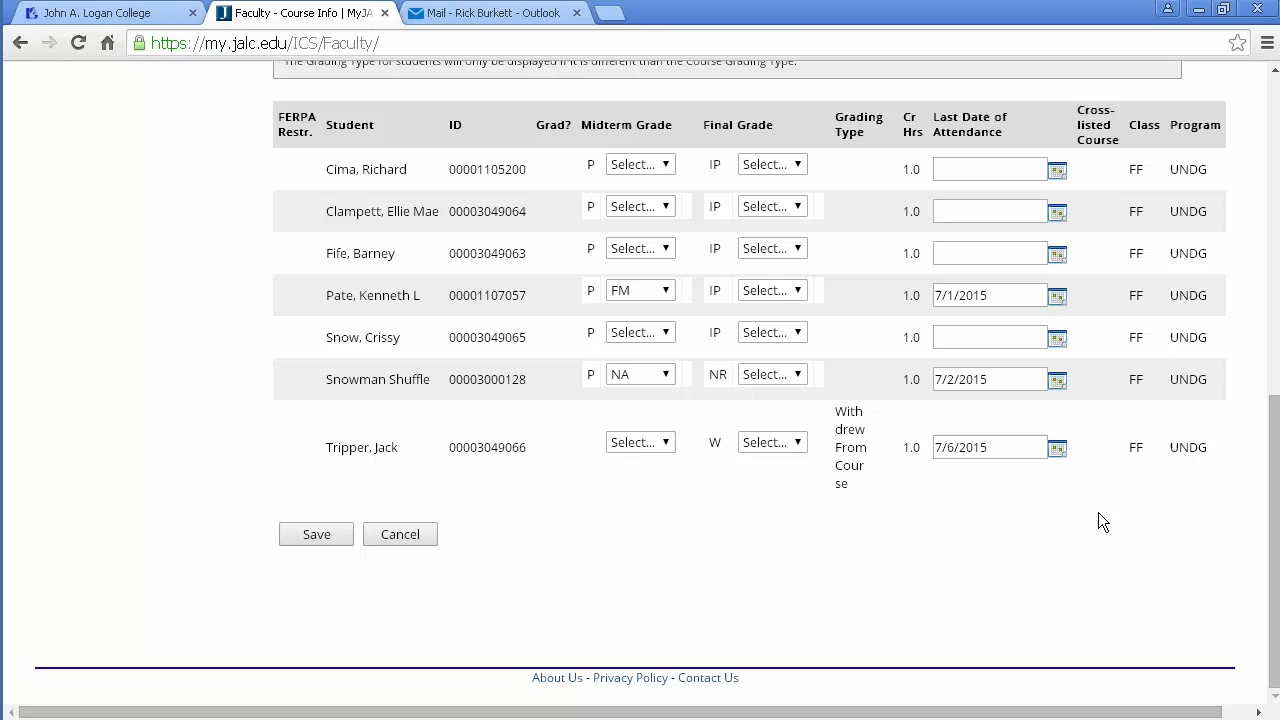 John A. Logan College
Faculty - Course Info | MyJA
Mail - Rick Burkett - Outlook
https://my.jalc.edu/ICS/Faculty/
The Grading Type for students will only be displayed if it is different than the Course Grading Type.
FERPA Restr. Student ID Grad? Midterm Grade Final Grade Grading Type Cr Hrs Last Date of Attendance Cross-listed Course Class Program
Cima, Richard 00001105200 P Select... IP Select... 1.0 FF UNDG
Clampett, Ellie Mae 00003049064 P Select... IP Select... 1.0 FF UNDG
Fife, Barney 00003049063 P Select... IP Select... 1.0 FF UNDG
Pate, Kenneth L 00001107057 P FM IP Select... 1.0 7/1/2015 FF UNDG
Snow, Crissy 00003049065 P Select... IP Select... 1.0 FF UNDG
Snowman Shuffle 00003000128 P NA NR Select... 1.0 7/2/2015 FF UNDG
Tripper, Jack 00003049066 Select... W Select... With drew From Cour se 1.0 7/6/2015 FF UNDG
Save Cancel
About Us - Privacy Policy - Contact Us